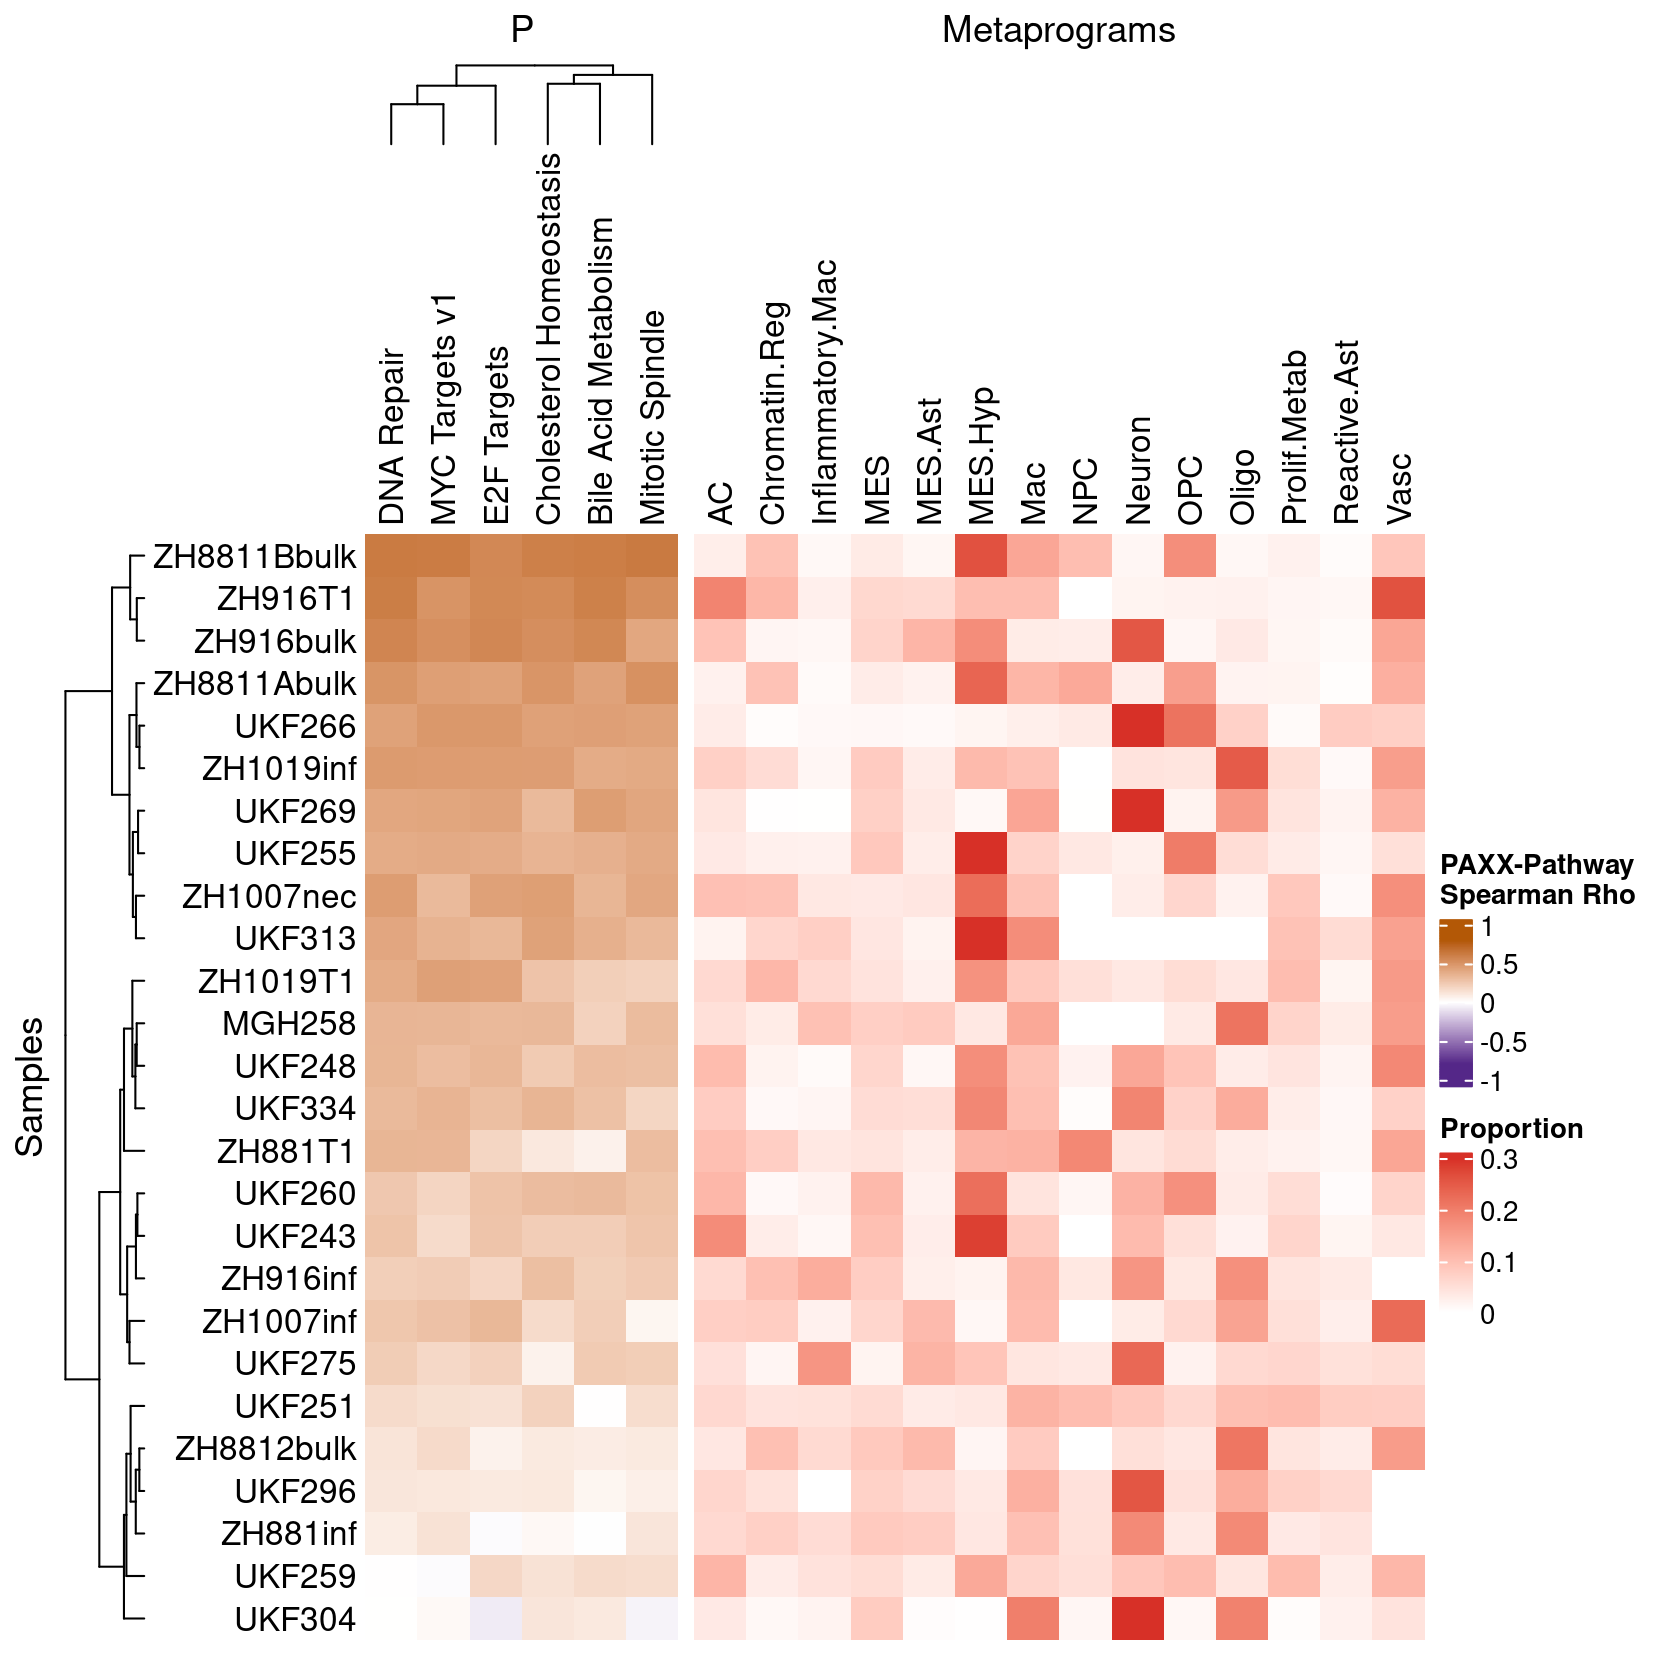 P
Metaprograms
DNA Repair
MYC Targets v1
E2F Targets
Cholesterol Homeostasis
Bile Acid Metabolism
Mitotic Spindle
AC
Chromatin.Reg
Inflammatory.Mac
MES
MES.Ast
MES.Hyp
Mac
NPC
Neuron
OPC
Oligo
Prolif.Metab
Reactive.Ast
Vasc
Samples
ZH8811Bbulk
ZH916T1
ZH916bulk
ZH8811Abulk
UKF266
ZH1019inf
UKF269
UKF255
ZH1007nec
UKF313
ZH1019T1
MGH258
UKF248
UKF334
ZH881T1
UKF260
UKF243
ZH916inf
ZH1007inf
UKF275
UKF251
ZH8812bulk
UKF296
ZH881inf
UKF259
UKF304
PAXX-Pathway
Spearman Rho
1
0.5
0
-0.5
-1
Proportion
0.3
0.2
0.1
0